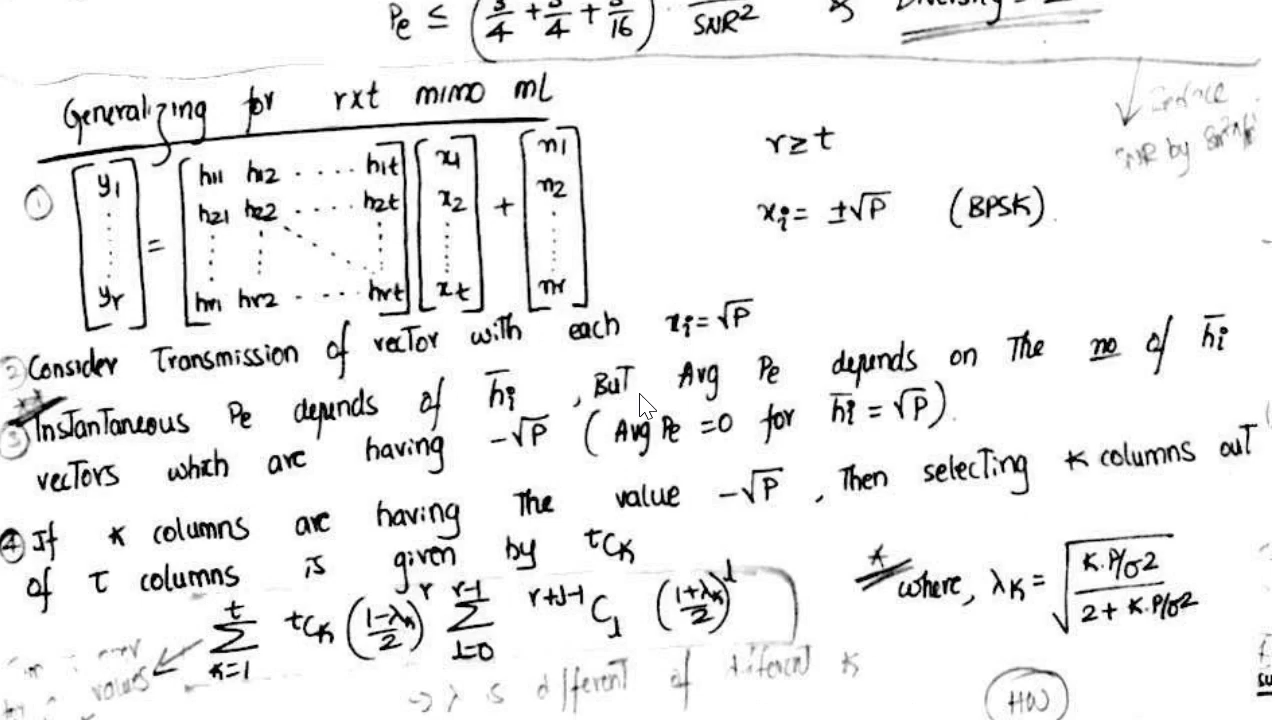 Pe ≤ (3/4 + 3/4 + 3/16) · /SNR²
Generalizing for rxt MIMO ML
① [y1 ⋮ yr] = [h11 h12 ..... h1t; h21 h22 ..... h2t; ⋮ ⋮ ⋮; hr1 hr2 ..... hrt] [x1 x2 ⋮ xt] + [n1 n2 ⋮ nr]
r ≥ t
SNR by
xi = ±√P (BPSK).
② Consider Transmission of vector with each xi = √P
③ Instantaneous Pe depends of h̄i , But Avg Pe depends on The no of h̄i
vectors which are having -√P (Avg Pe = 0 for h̄i = √P).
④ If K columns are having The value -√P , Then selecting K columns out
of t columns is given by tCK
t∑K=1 tCK ((1-λK)/2)^r r-1∑l=0 r+l-1Cl ((1+λK)/2)^l
* where, λK = √(K.P/σ2 / 2 + K.P/σ2)
values
→ λ is different of different K
HW